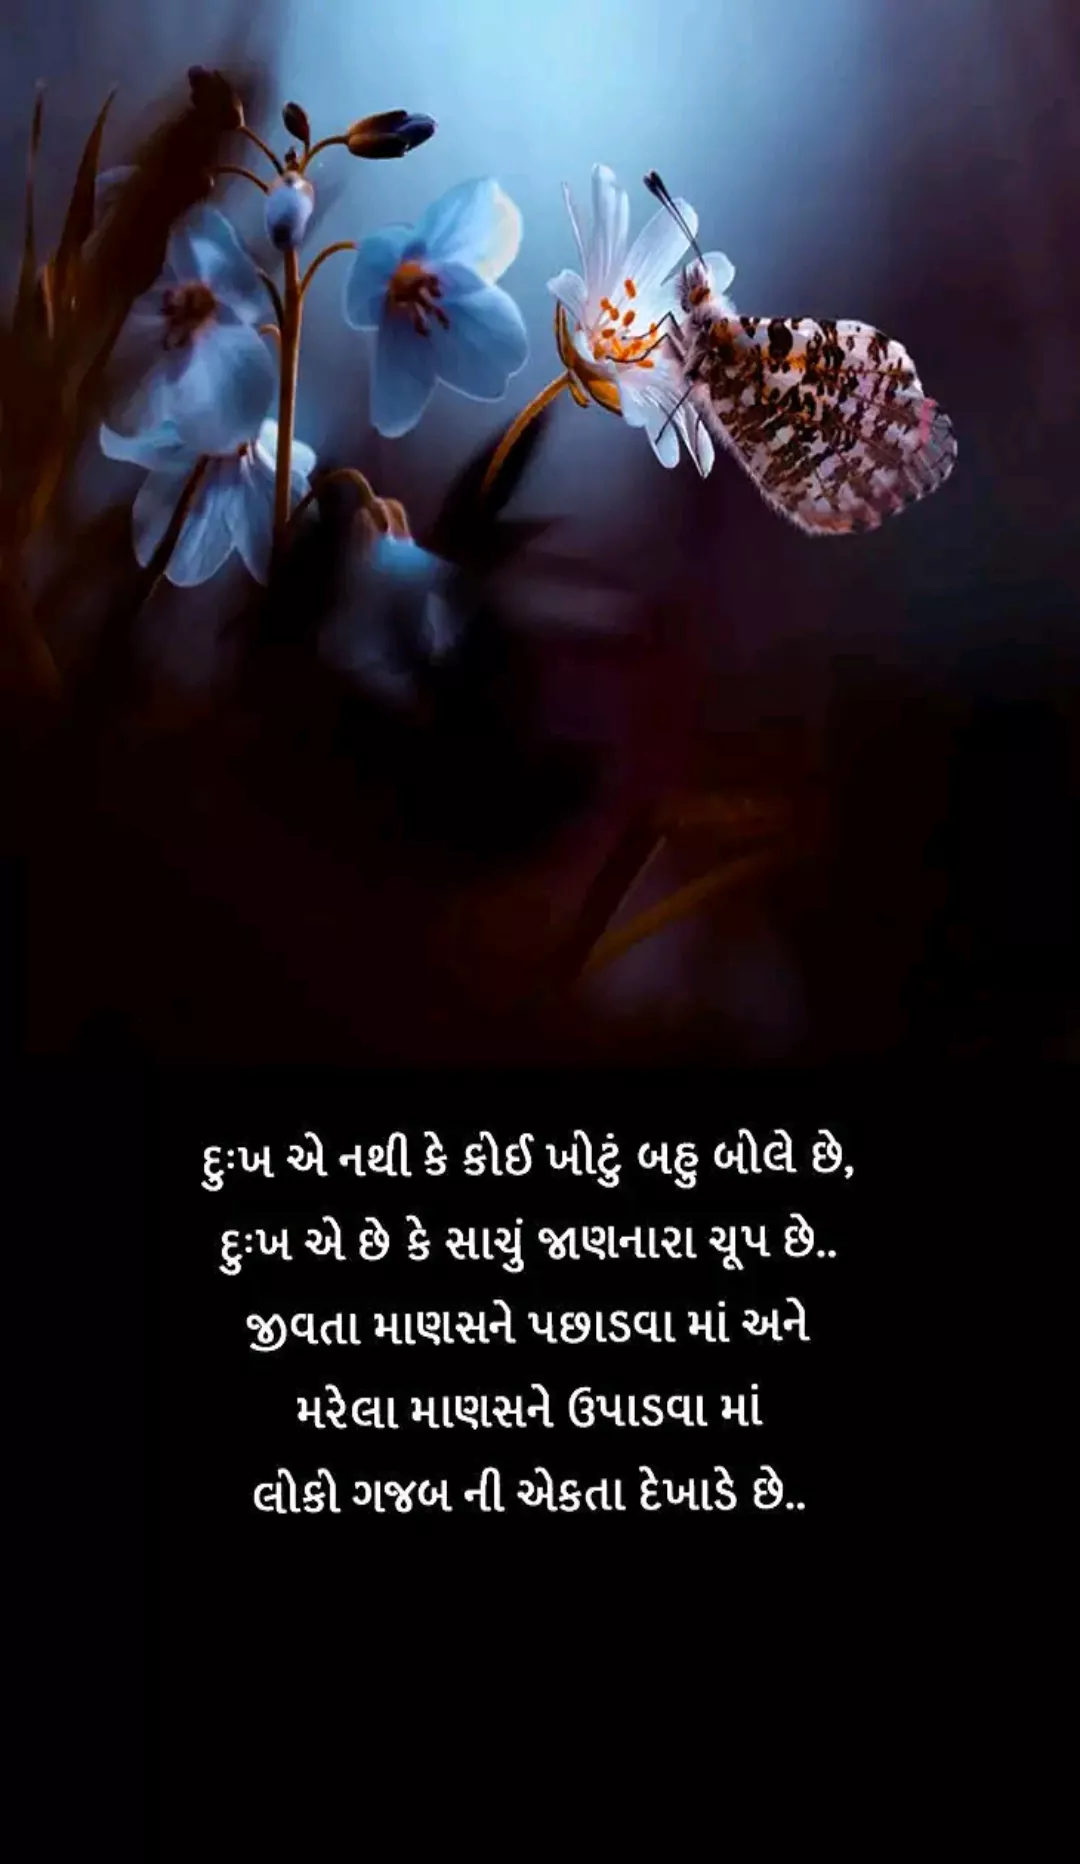 દુઃખ એ નથી કે કોઈ ખોટું બહુ બોલે છે,
દુઃખ એ છે કે સાચું જાણનારા ચૂપ છે..
જીવતા માણસને પછાડવા માં અને
મરેલા માણસને ઉપાડવા માં
લોકો ગજબ ની એકતા દેખાડે છે..